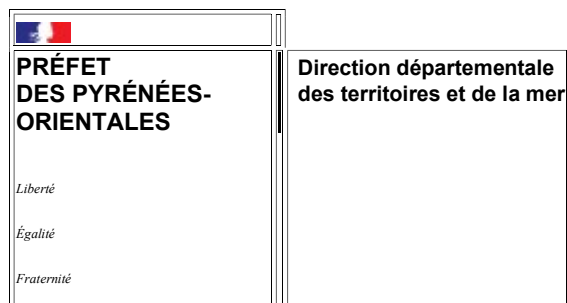 PRÉFET
DES PYRÉNÉES-
ORIENTALES
Liberté
Égalité
Fraternité
Direction départementale
des territoires et de la mer